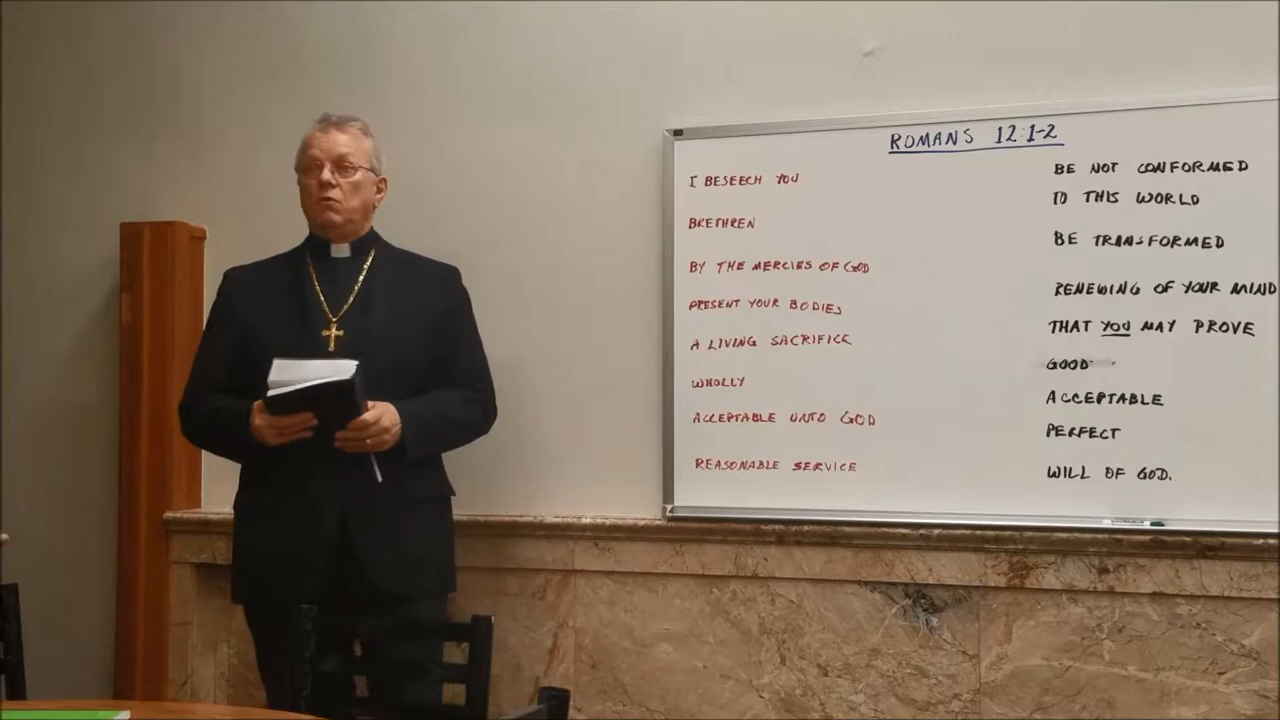 ROMANS 12:1-2
I BESEECH YOU
BRETHREN
BY THE MERCIES OF GOD
PRESENT YOUR BODIES
A LIVING SACRIFICE
WHOLLY
ACCEPTABLE UNTO GOD
REASONABLE SERVICE
BE NOT CONFORMED
TO THIS WORLD
BE TRANSFORMED
RENEWING OF YOUR MIND
THAT YOU MAY PROVE
GOOD
ACCEPTABLE
PERFECT
WILL OF GOD.